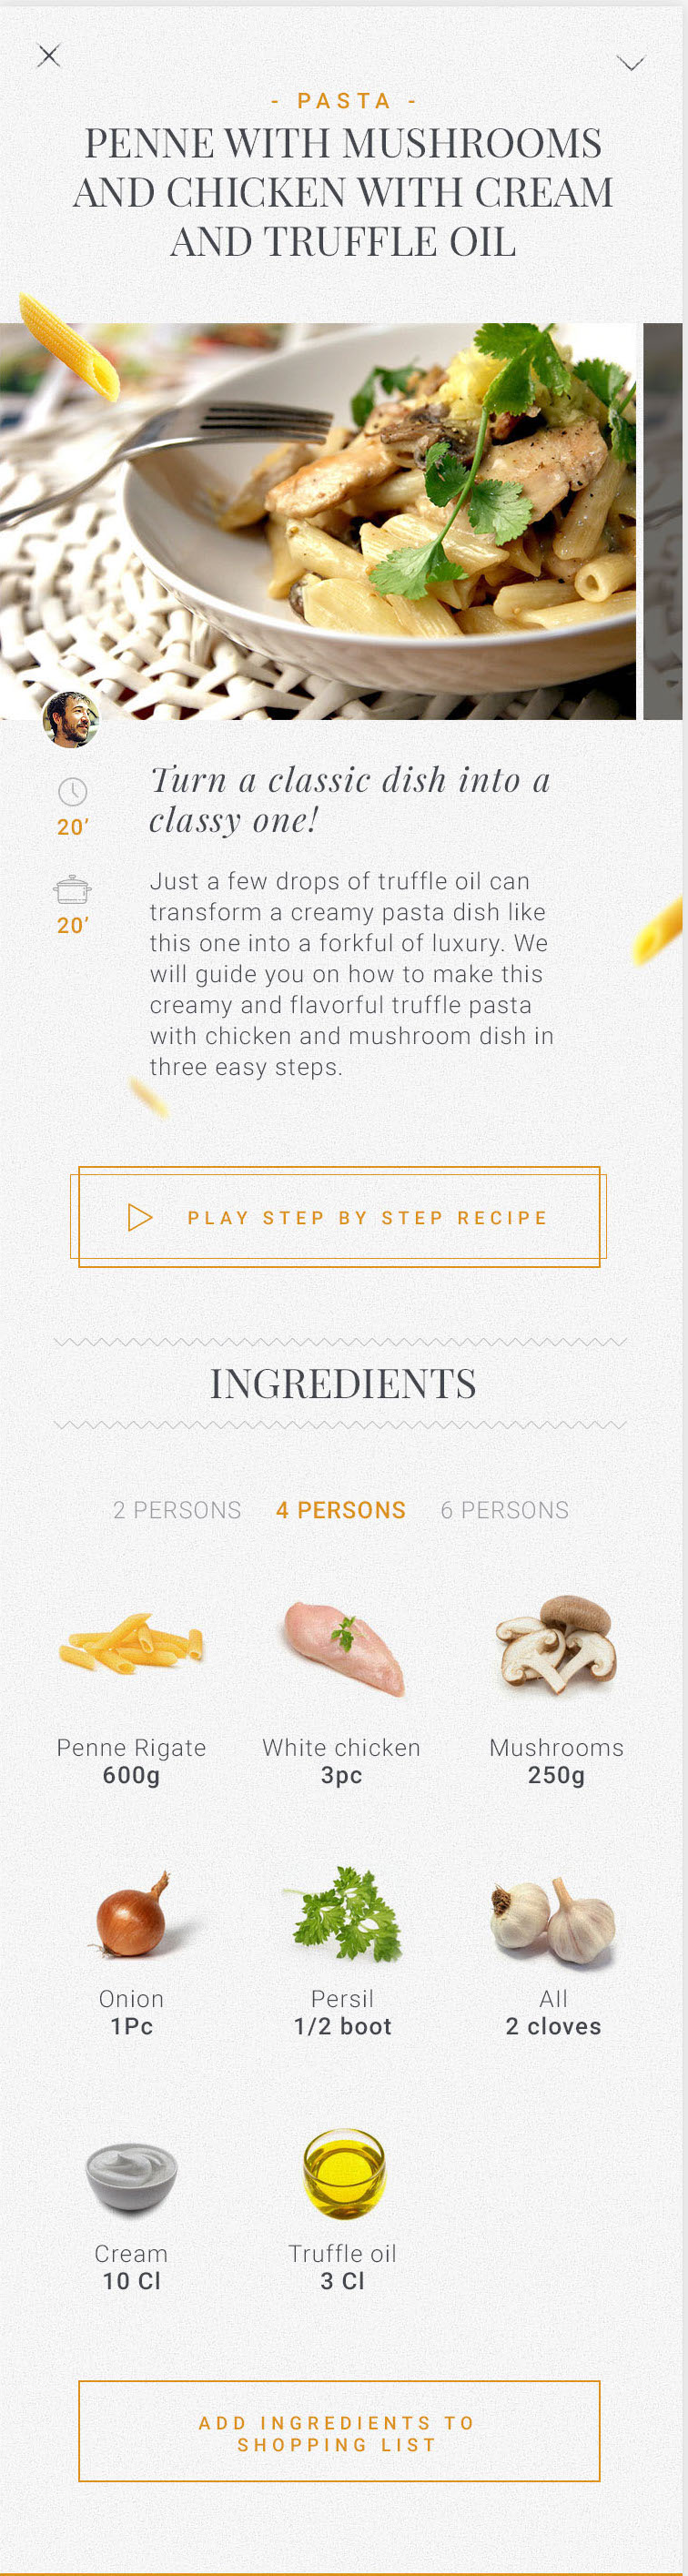 - PASTA -
PENNE WITH MUSHROOMS
AND CHICKEN WITH CREAM
AND TRUFFLE OIL
Turn a classic dish into a
classy one!
20’
20’
Just a few drops of truffle oil can
transform a creamy pasta dish like
this one into a forkful of luxury. We
will guide you on how to make this
creamy and flavorful truffle pasta
with chicken and mushroom dish in
three easy steps.
PLAY STEP BY STEP RECIPE
INGREDIENTS
2 PERSONS 4 PERSONS 6 PERSONS
Penne Rigate White chicken Mushrooms
600g 3pc 250g
Onion Persil All
1Pc 1/2 boot 2 cloves
Cream Truffle oil
10 Cl 3 Cl
ADD INGREDIENTS TO
SHOPPING LIST